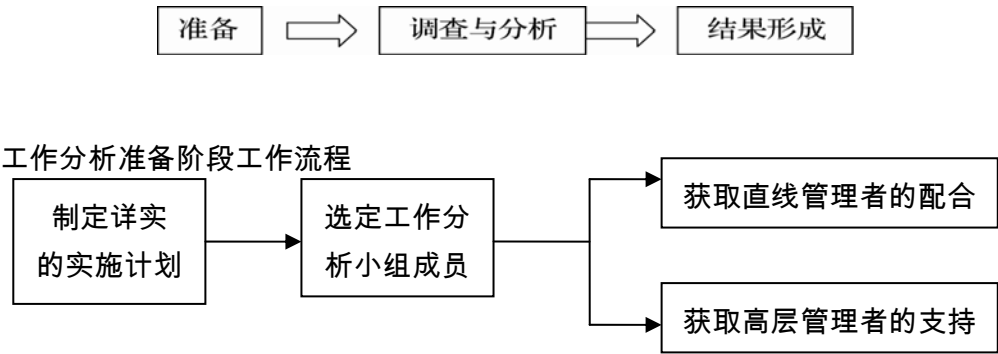 准备
调查与分析
结果形成
工作分析准备阶段工作流程
制定详实
的实施计划
选定工作分
析小组成员
获取直线管理者的配合
获取高层管理者的支持